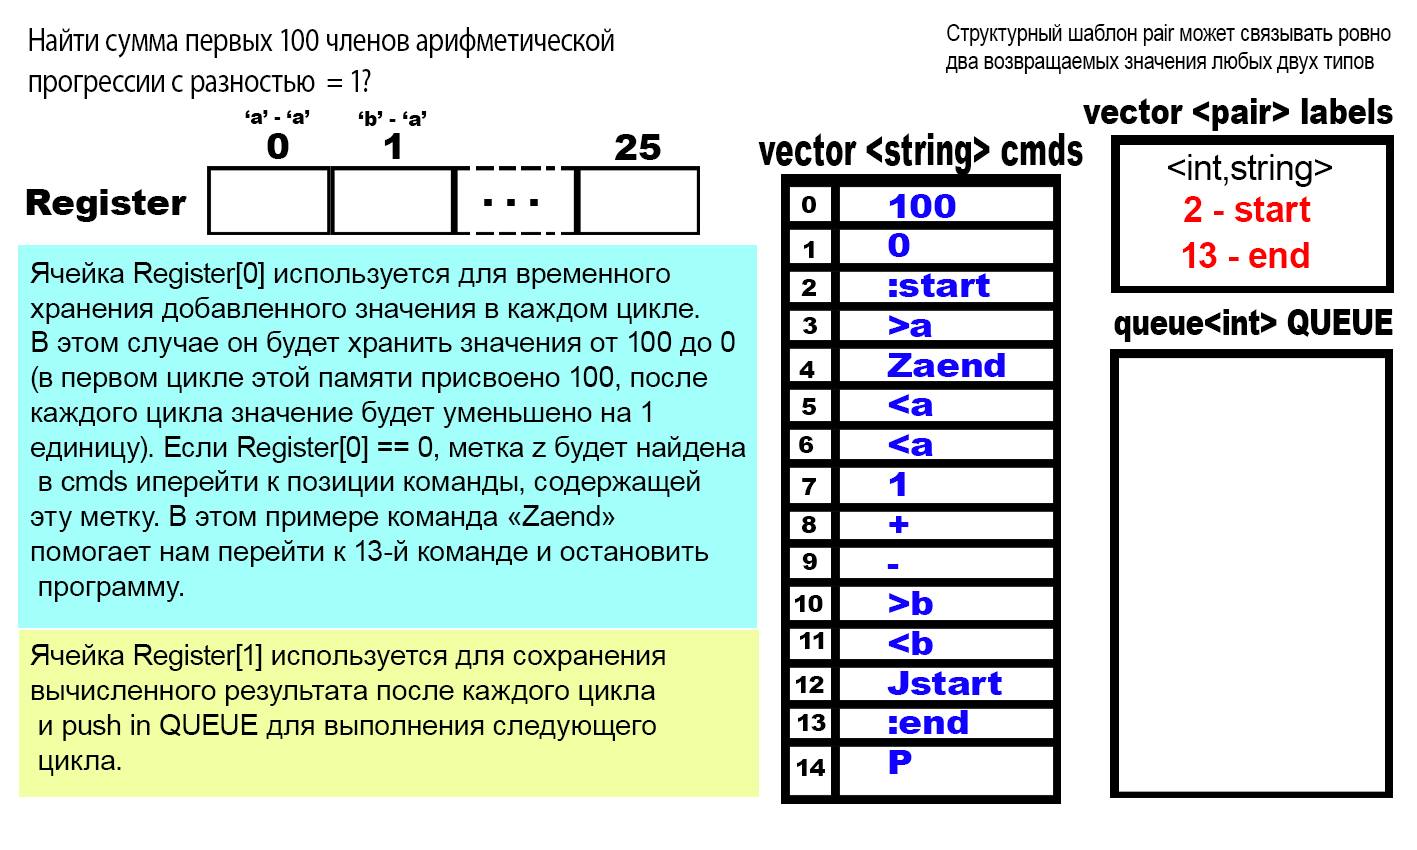 Найти сумма первых 100 членов арифметической
прогрессии с разностью = 1?
Структурный шаблон pair может связывать ровно
два возвращаемых значения любых двух типов
‘a’ - ‘a’
‘b’ - ‘a’
0
1
25
Register
. . .
Ячейка Register[0] используется для временного
хранения добавленного значения в каждом цикле.
В этом случае он будет хранить значения от 100 до 0
(в первом цикле этой памяти присвоено 100, после
каждого цикла значение будет уменьшено на 1
единицу). Если Register[0] == 0, метка z будет найдена
в cmds иперейти к позиции команды, содержащей
эту метку. В этом примере команда «Zaend»
помогает нам перейти к 13-й команде и остановить
программу.
Ячейка Register[1] используется для сохранения
вычисленного результата после каждого цикла
и push in QUEUE для выполнения следующего
цикла.
vector <string> cmds
0 100
1 0
2 :start
3 >a
4 Zaend
5 <a
6 <a
7 1
8 +
9 -
10 >b
11 <b
12 Jstart
13 :end
14 P
vector <pair> labels
<int,string>
2 - start
13 - end
queue<int> QUEUE